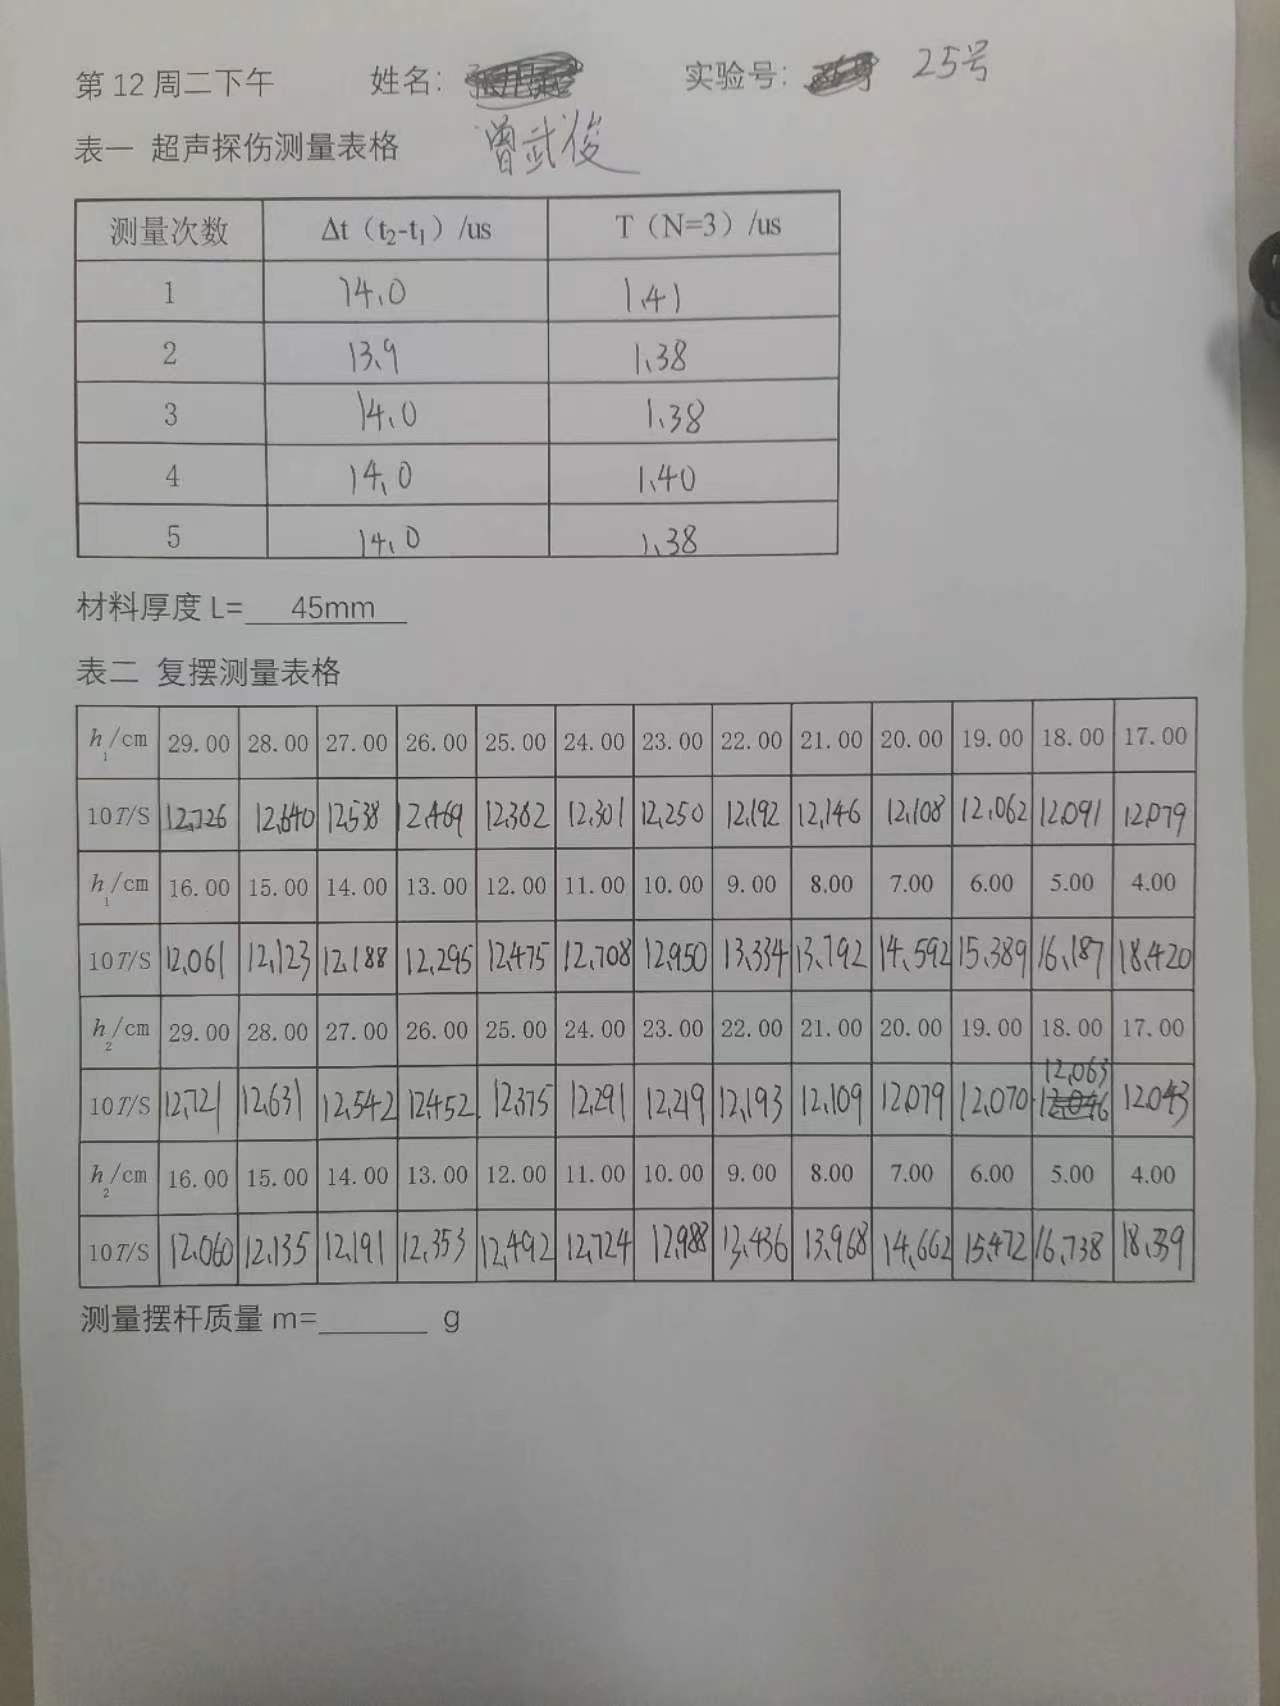 第12周二下午 姓名: 实验号: 25号
曾武俊
表一 超声探伤测量表格
测量次数 Δt（t₂-t₁）/us T（N=3）/us
1 14.0 1.41
2 13.9 1.38
3 14.0 1.38
4 14.0 1.40
5 14.0 1.38
材料厚度 L= 45mm
表二 复摆测量表格
h₁/cm 29.00 28.00 27.00 26.00 25.00 24.00 23.00 22.00 21.00 20.00 19.00 18.00 17.00
10T/S 12.726 12.640 12.538 12.469 12.382 12.301 12.250 12.192 12.146 12.108 12.062 12.091 12.079
h₁/cm 16.00 15.00 14.00 13.00 12.00 11.00 10.00 9.00 8.00 7.00 6.00 5.00 4.00
10T/S 12.061 12.123 12.188 12.295 12.475 12.708 12.950 13.334 13.792 14.592 15.389 16.187 18.420
h₂/cm 29.00 28.00 27.00 26.00 25.00 24.00 23.00 22.00 21.00 20.00 19.00 18.00 17.00
10T/S 12.721 12.631 12.542 12.452 12.375 12.291 12.219 12.193 12.109 12.079 12.070 12.063 12.043
h₂/cm 16.00 15.00 14.00 13.00 12.00 11.00 10.00 9.00 8.00 7.00 6.00 5.00 4.00
10T/S 12.060 12.135 12.191 12.353 12.492 12.724 12.988 13.436 13.968 14.662 15.472 16.738 18.339
测量摆杆质量 m= g